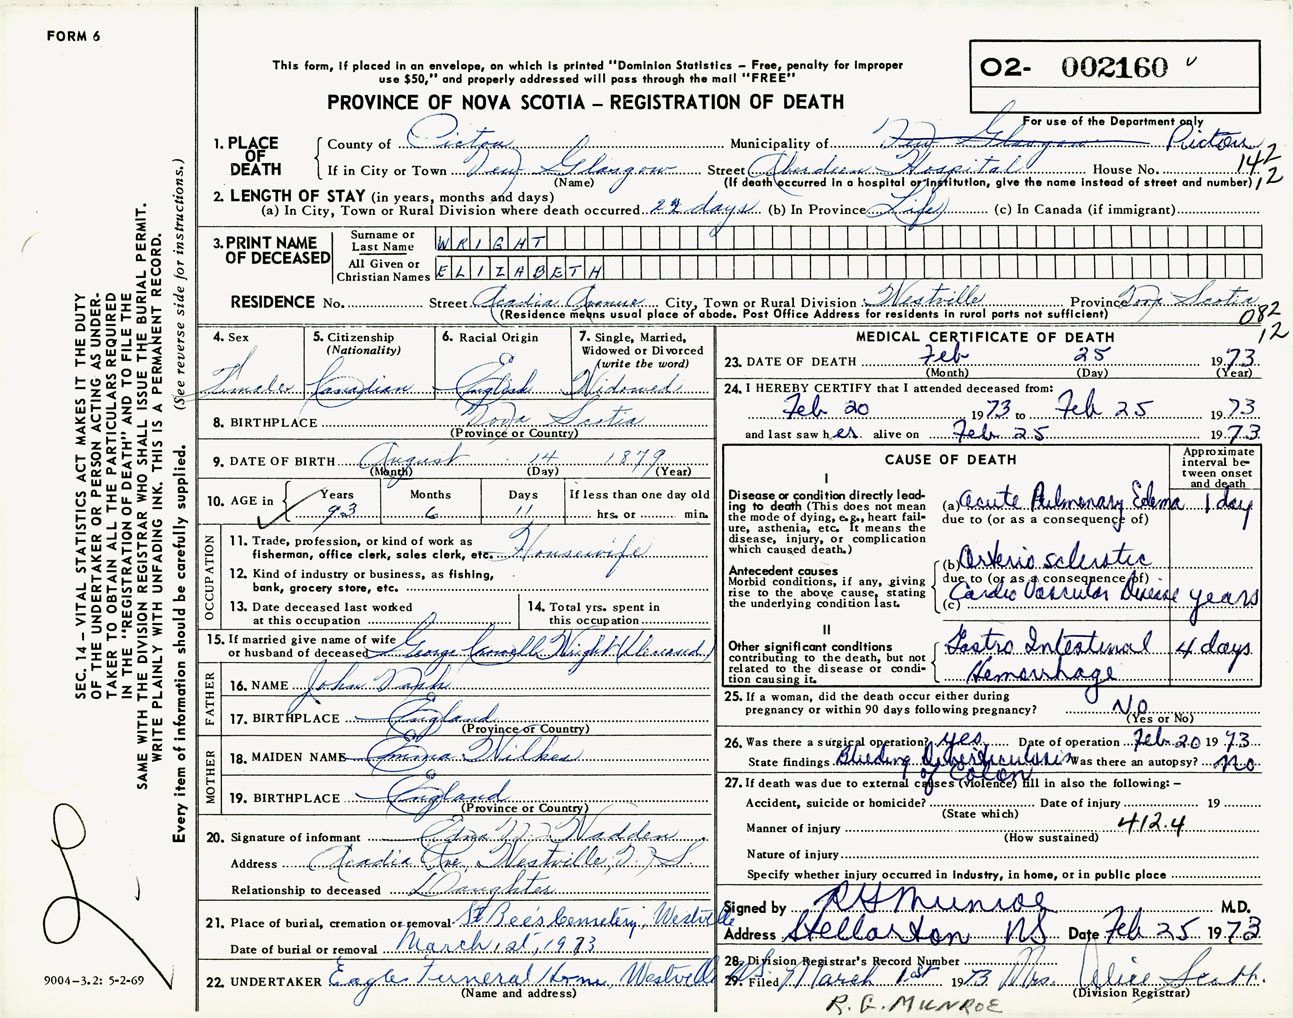 FORM 6
This form, if placed in an envelope, on which is printed "Dominion Statistics – Free, penalty for improper
use $50," and properly addressed will pass through the mail "FREE"
O2- 002160
PROVINCE OF NOVA SCOTIA – REGISTRATION OF DEATH
For use of the Department only
1. PLACE OF DEATH
County of Pictou Municipality of New Glasgow Pictou
If in City or Town New Glasgow Street Aberdeen Hospital House No. 142
(Name) (If death occurred in a hospital or institution, give the name instead of street and number) 12
2. LENGTH OF STAY (in years, months and days)
(a) In City, Town or Rural Division where death occurred 22 days (b) In Province Life (c) In Canada (if immigrant)
3. PRINT NAME OF DECEASED
Surname or Last Name WRIGHT
All Given or Christian Names ELIZABETH
RESIDENCE No. Street Acadia Avenue City, Town or Rural Division Westville Province Nova Scotia
(Residence means usual place of abode. Post Office Address for residents in rural parts not sufficient) 082
12
4. Sex Female
5. Citizenship (Nationality) Canadian
6. Racial Origin English
7. Single, Married, Widowed or Divorced (write the word) Widowed
8. BIRTHPLACE Nova Scotia
(Province or Country)
9. DATE OF BIRTH August 14 1879
(Month) (Day) (Year)
10. AGE in Years 93 Months 6 Days 11 If less than one day old hrs. or min.
OCCUPATION
11. Trade, profession, or kind of work as fisherman, office clerk, sales clerk, etc. Housewife
12. Kind of industry or business, as fishing, bank, grocery store, etc.
13. Date deceased last worked at this occupation
14. Total yrs. spent in this occupation
15. If married give name of wife or husband of deceased George Wright (Deceased)
FATHER
16. NAME John
17. BIRTHPLACE England
(Province or Country)
MOTHER
18. MAIDEN NAME Emma Wilkes
19. BIRTHPLACE England
(Province or Country)
20. Signature of informant Edna Wadden
Address Acadia Ave, Westville, N. S.
Relationship to deceased Daughter
21. Place of burial, cremation or removal St Bee's Cemetery, Westville
Date of burial or removal March 1st, 1973
22. UNDERTAKER Eagles Funeral Home, Westville NS.
(Name and address)
MEDICAL CERTIFICATE OF DEATH
23. DATE OF DEATH Feb 25 1973
(Month) (Day) (Year)
24. I HEREBY CERTIFY that I attended deceased from:
Feb 20 1973 to Feb 25 1973
and last saw her alive on Feb 25 1973
CAUSE OF DEATH
Approximate interval between onset and death
I
Disease or condition directly leading to death (This does not mean the mode of dying, e.g., heart failure, asthenia, etc. It means the disease, injury, or complication which caused death.)
(a) Acute Pulmonary Edema 1 day
due to (or as a consequence of)
Antecedent causes
Morbid conditions, if any, giving rise to the above cause, stating the underlying condition last.
(b) Arterio sclerotic
due to (or as a consequence of)
(c) Cardio Vascular Disease years
II
Other significant conditions
contributing to the death, but not related to the disease or condition causing it.
Gastro Intestinal Hemorrhage 4 days
25. If a woman, did the death occur either during pregnancy or within 90 days following pregnancy? No
(Yes or No)
26. Was there a surgical operation? yes Date of operation Feb 20 1973
State findings Bleeding Diverticulosis of Colon Was there an autopsy? No
27. If death was due to external causes (violence) fill in also the following: –
Accident, suicide or homicide? Date of injury 19
(State which)
Manner of injury 412.4
(How sustained)
Nature of injury
Specify whether injury occurred in industry, in home, or in public place
Signed by R G Munroe M.D.
Address Stellarton NS Date Feb 25 1973
28. Division Registrar's Record Number
29. Filed March 1st 1973 Mrs. Alice Scott.
(Division Registrar)
R. G. MUNROE
SEC. 14 – VITAL STATISTICS ACT MAKES IT THE DUTY
OF THE UNDERTAKER OR PERSON ACTING AS UNDER-
TAKER TO OBTAIN ALL THE PARTICULARS REQUIRED
IN THE "REGISTRATION OF DEATH" AND TO FILE THE
SAME WITH THE DIVISION REGISTRAR WHO SHALL ISSUE THE BURIAL PERMIT.
WRITE PLAINLY WITH UNFADING INK. THIS IS A PERMANENT RECORD.
Every item of information should be carefully supplied. (See reverse side for instructions.)
9004–3.2: 5-2-69